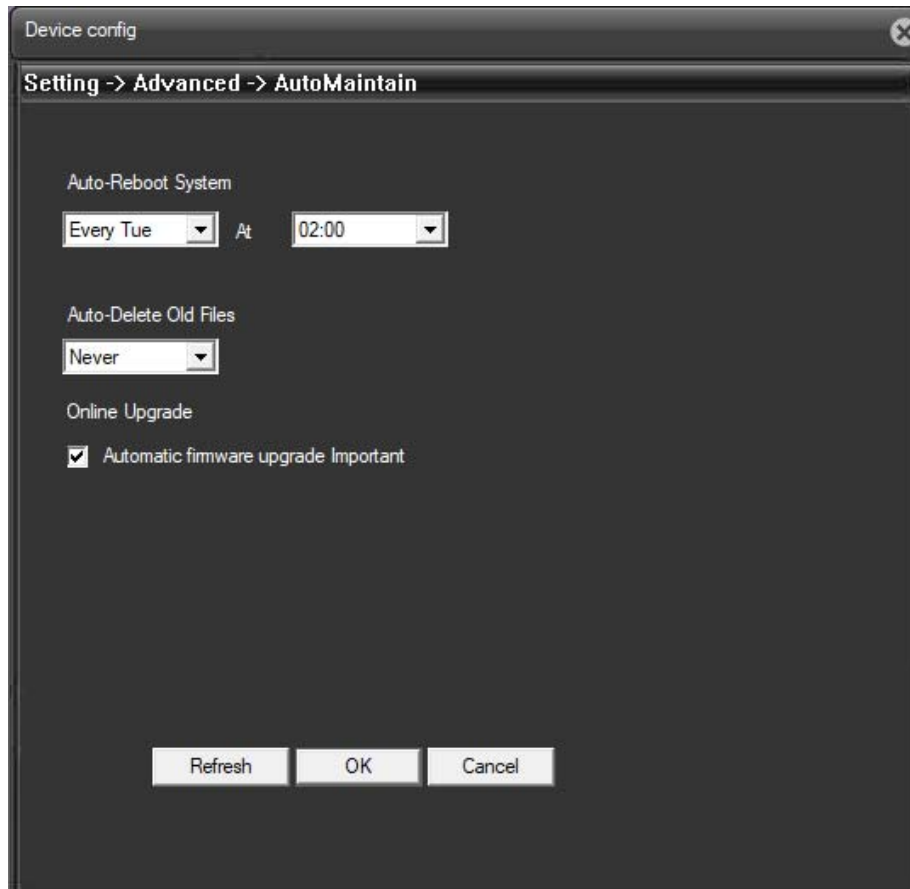 Device config
Setting -> Advanced -> AutoMaintain
Auto-Reboot System
Every Tue At 02:00
Auto-Delete Old Files
Never
Online Upgrade
Automatic firmware upgrade Important
Refresh OK Cancel